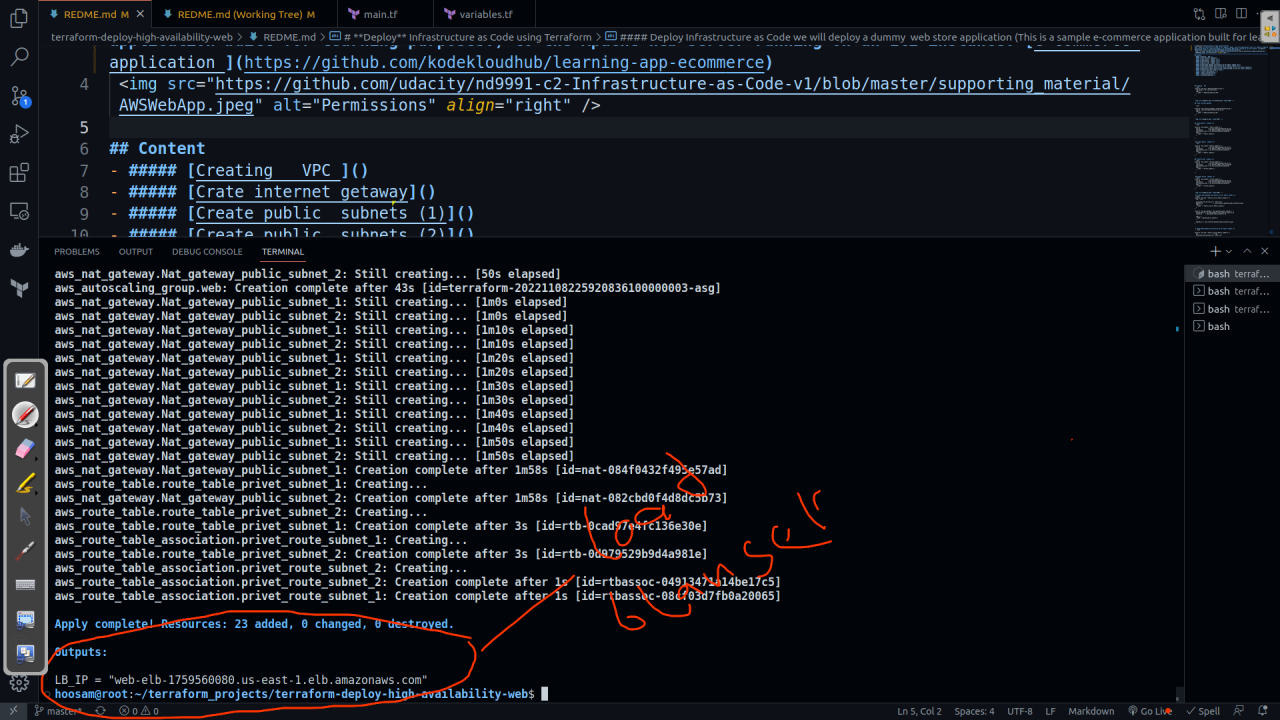 REDME.md M
REDME.md (Working Tree) M
main.tf
variables.tf
terraform-deploy-high-availability-web > REDME.md > # **Deploy** Infrastructure as Code using Terraform > #### Deploy Infrastructure as Code we will deploy a dummy web store application (This is a sample e-commerce application built for lea
application ](https://github.com/kodekloudhub/learning-app-ecommerce)
4 <img src="https://github.com/udacity/nd9991-c2-Infrastructure-as-Code-v1/blob/master/supporting_material/
AWSWebApp.jpeg" alt="Permissions" align="right" />
5
6 ## Content
7 - ##### [Creating   VPC ]()
8 - ##### [Crate internet getaway]()
9 - ##### [Create public  subnets (1)]()
10 - ##### [Create public  subnets (2)]()
PROBLEMS OUTPUT DEBUG CONSOLE TERMINAL
aws_nat_gateway.Nat_gateway_public_subnet_2: Still creating... [50s elapsed]
aws_autoscaling_group.web: Creation complete after 43s [id=terraform-20221108225920836100000003-asg]
aws_nat_gateway.Nat_gateway_public_subnet_1: Still creating... [1m0s elapsed]
aws_nat_gateway.Nat_gateway_public_subnet_2: Still creating... [1m0s elapsed]
aws_nat_gateway.Nat_gateway_public_subnet_1: Still creating... [1m10s elapsed]
aws_nat_gateway.Nat_gateway_public_subnet_2: Still creating... [1m10s elapsed]
aws_nat_gateway.Nat_gateway_public_subnet_1: Still creating... [1m20s elapsed]
aws_nat_gateway.Nat_gateway_public_subnet_2: Still creating... [1m20s elapsed]
aws_nat_gateway.Nat_gateway_public_subnet_1: Still creating... [1m30s elapsed]
aws_nat_gateway.Nat_gateway_public_subnet_2: Still creating... [1m30s elapsed]
aws_nat_gateway.Nat_gateway_public_subnet_1: Still creating... [1m40s elapsed]
aws_nat_gateway.Nat_gateway_public_subnet_2: Still creating... [1m40s elapsed]
aws_nat_gateway.Nat_gateway_public_subnet_1: Still creating... [1m50s elapsed]
aws_nat_gateway.Nat_gateway_public_subnet_2: Still creating... [1m50s elapsed]
aws_nat_gateway.Nat_gateway_public_subnet_1: Creation complete after 1m58s [id=nat-084f0432f495e57ad]
aws_route_table.route_table_privet_subnet_1: Creating...
aws_nat_gateway.Nat_gateway_public_subnet_2: Creation complete after 1m58s [id=nat-082cbd0f4d8dc5b73]
aws_route_table.route_table_privet_subnet_2: Creating...
aws_route_table.route_table_privet_subnet_1: Creation complete after 3s [id=rtb-0cad97e4fc136e30e]
aws_route_table_association.privet_route_subnet_1: Creating...
aws_route_table.route_table_privet_subnet_2: Creation complete after 3s [id=rtb-0d979529b9d4a981e]
aws_route_table_association.privet_route_subnet_2: Creating...
aws_route_table_association.privet_route_subnet_2: Creation complete after 1s [id=rtbassoc-04913471a14be17c5]
aws_route_table_association.privet_route_subnet_1: Creation complete after 1s
Apply complete! Resources: 23 added, 0 changed, 0 destroyed.
Outputs:
LB_IP = "web-elb-1759560080.us-east-1.elb.amazonaws.com"
hoosam@root:~/terraform_projects/terraform-deploy-high-availability-web$
load
bash terraf...
bash terraf...
bash terraf...
bash
master* 0 0
Ln 5, Col 2 Spaces: 4 UTF-8 LF Markdown Go Live Spell